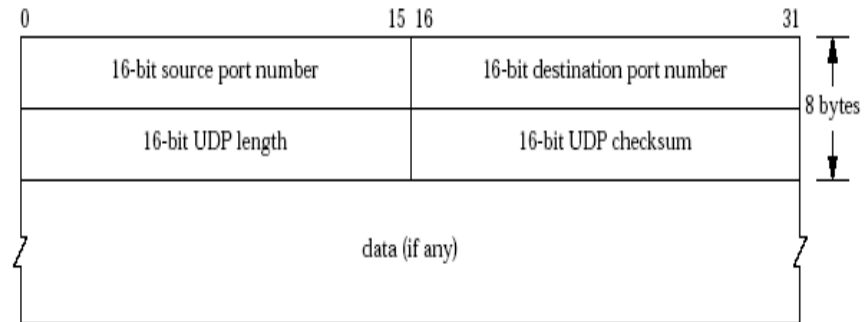 0 15 16 31
16-bit source port number 16-bit destination port number
8 bytes
16-bit UDP length 16-bit UDP checksum
data (if any)